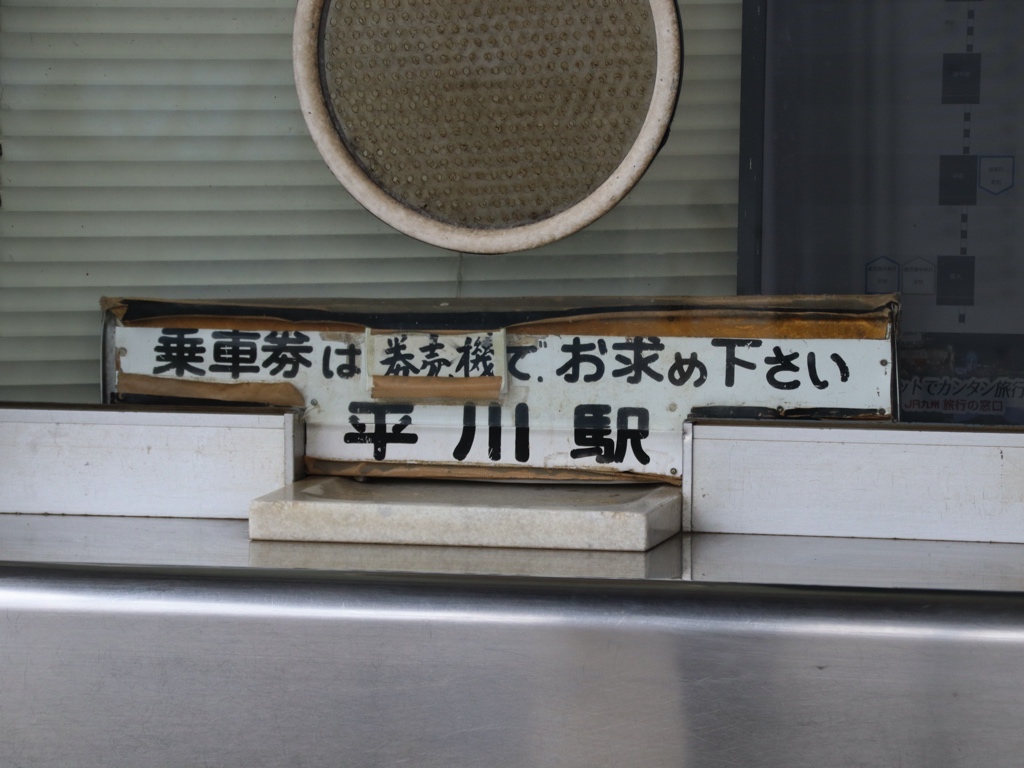 乗車券は券売機でお求め下さい
平川駅
ットでカンタン旅行
JR九州 旅行の窓口